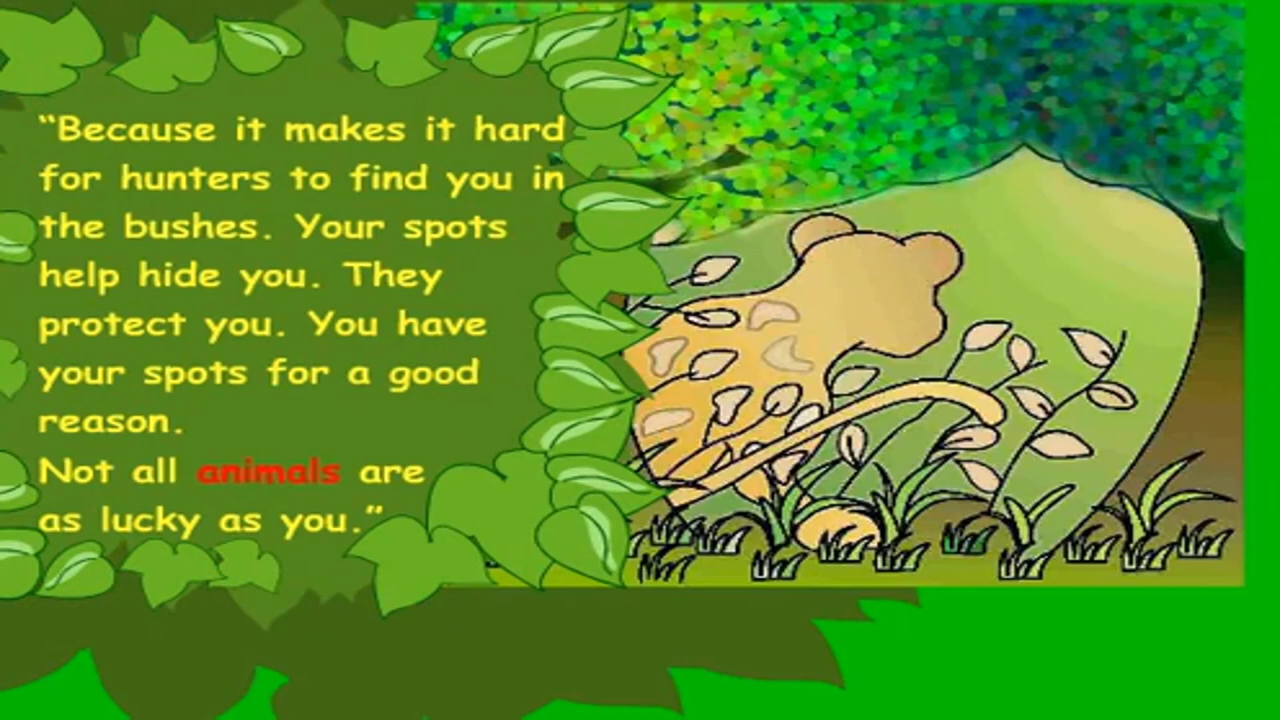 “Because it makes it hard
for hunters to find you in
the bushes. Your spots
help hide you. They
protect you. You have
your spots for a good
reason.
Not all animals are
as lucky as you.”